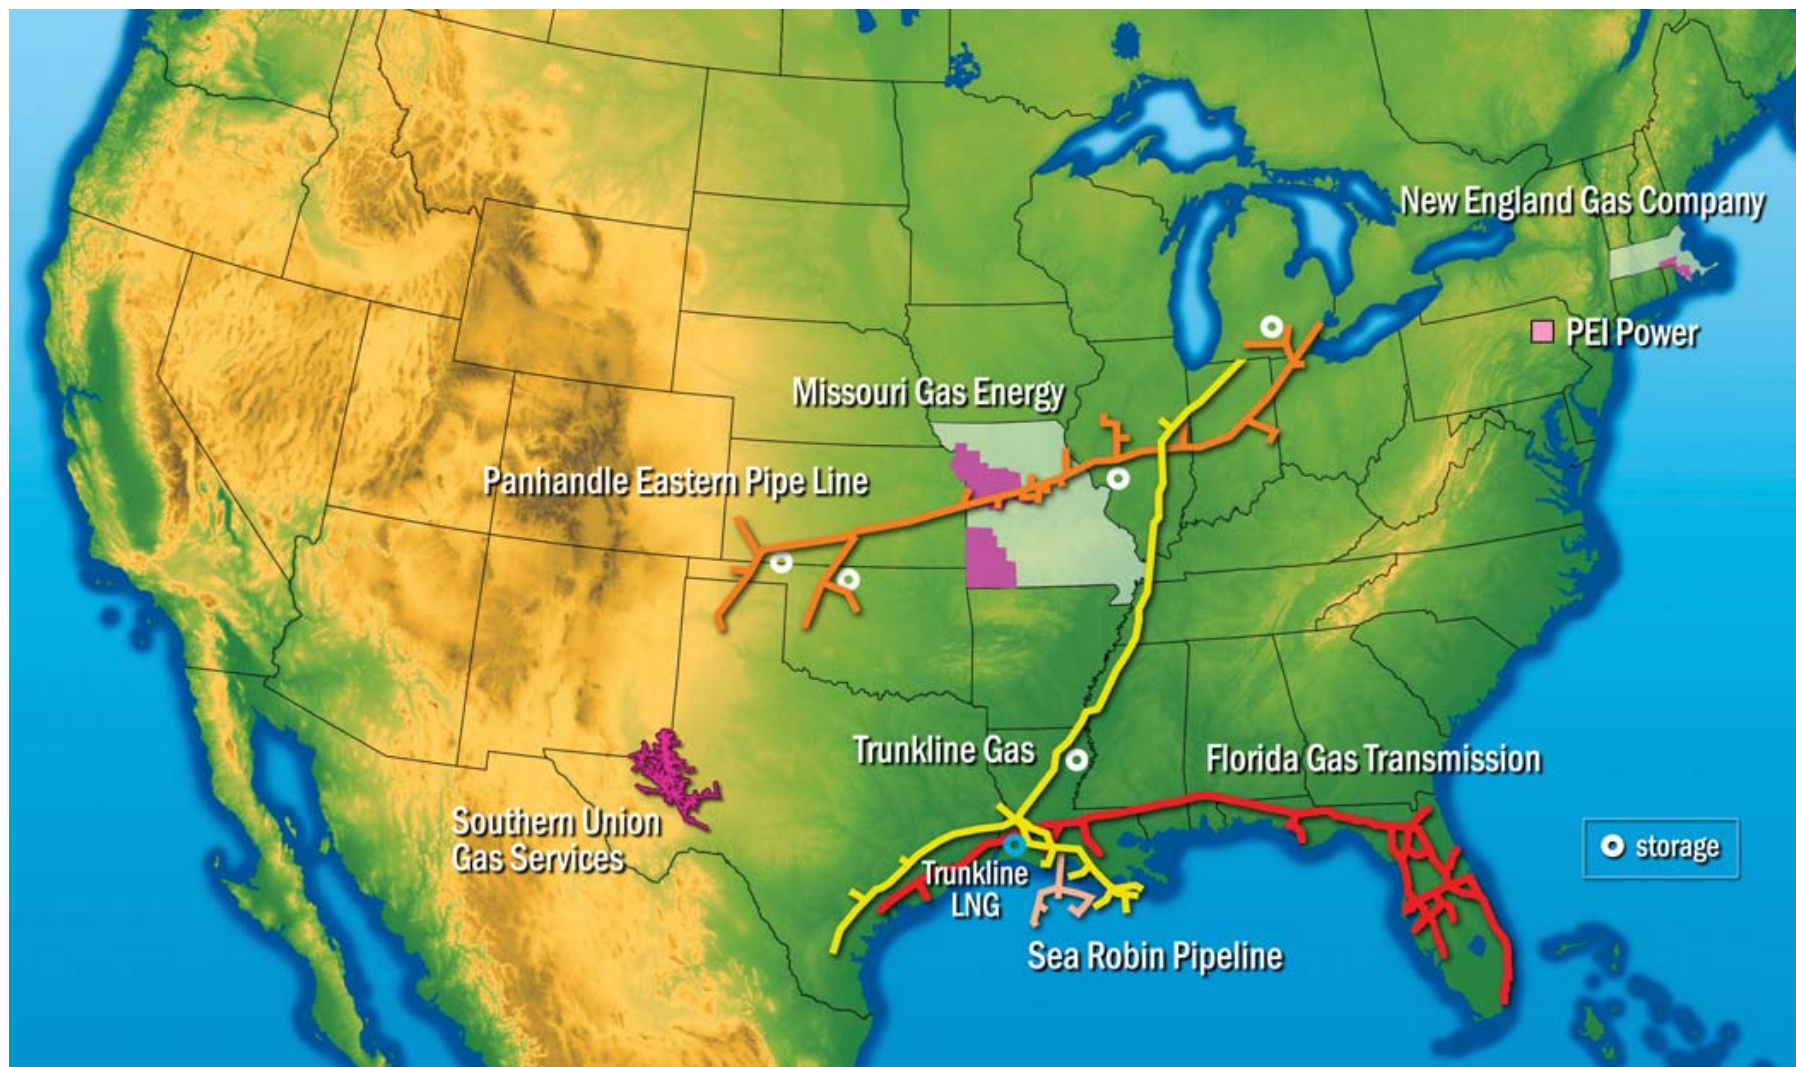 New England Gas Company
PEI Power
Missouri Gas Energy
Panhandle Eastern Pipe Line
Trunkline Gas
Florida Gas Transmission
Southern Union
Gas Services
storage
Trunkline
LNG
Sea Robin Pipeline